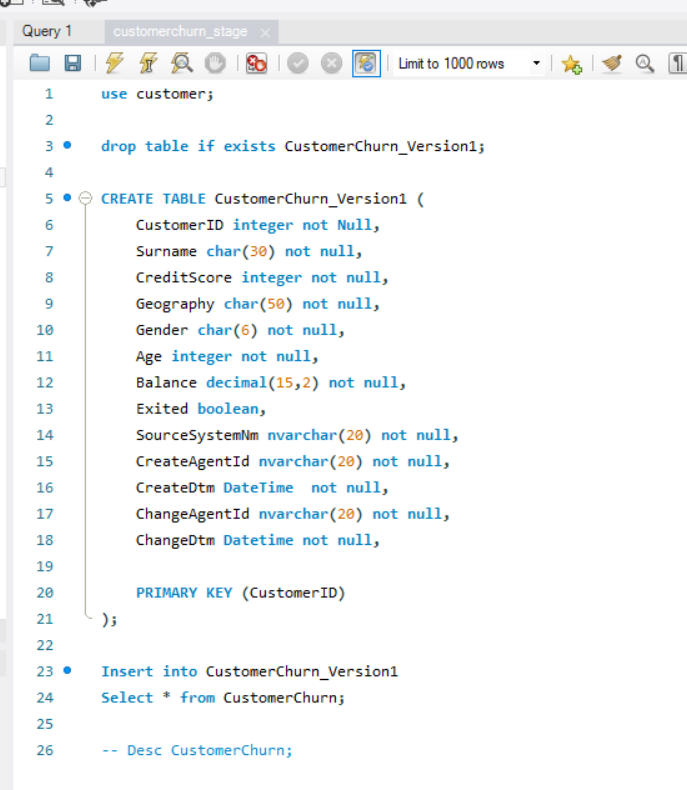 Query 1 customerchurn_stage
Limit to 1000 rows
1 use customer;
2
3 drop table if exists CustomerChurn_Version1;
4
5 CREATE TABLE CustomerChurn_Version1 (
6 CustomerID integer not Null,
7 Surname char(30) not null,
8 CreditScore integer not null,
9 Geography char(50) not null,
10 Gender char(6) not null,
11 Age integer not null,
12 Balance decimal(15,2) not null,
13 Exited boolean,
14 SourceSystemNm nvarchar(20) not null,
15 CreateAgentId nvarchar(20) not null,
16 CreateDtm DateTime  not null,
17 ChangeAgentId nvarchar(20) not null,
18 ChangeDtm Datetime not null,
19
20 PRIMARY KEY (CustomerID)
21 );
22
23 Insert into CustomerChurn_Version1
24 Select * from CustomerChurn;
25
26 -- Desc CustomerChurn;